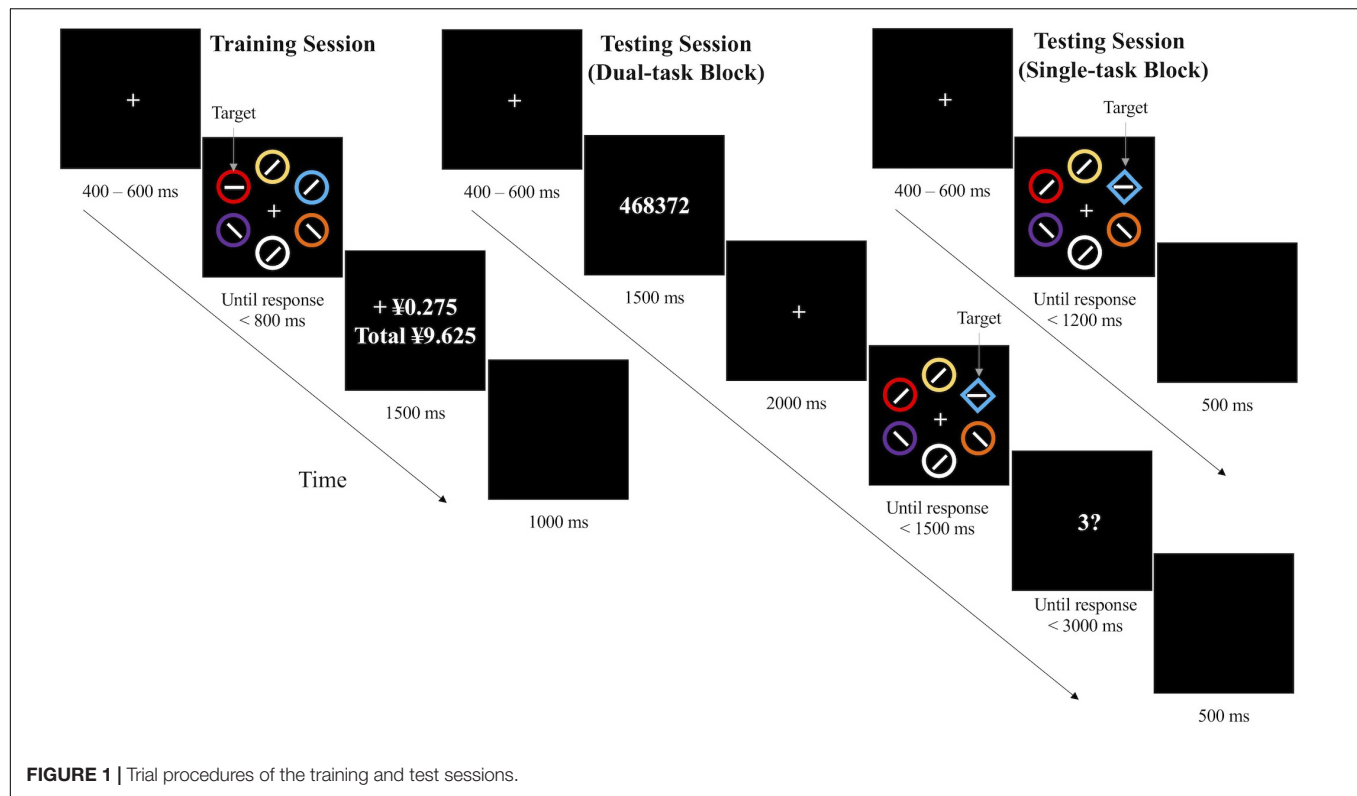 Training Session
+
400 – 600 ms
Target
+
Until response
< 800 ms
+ ¥0.275
Total ¥9.625
1500 ms
1000 ms
Time
Testing Session
(Dual-task Block)
+
400 – 600 ms
468372
1500 ms
+
2000 ms
Target
+
Until response
< 1500 ms
3?
Until response
< 3000 ms
500 ms
Testing Session
(Single-task Block)
+
400 – 600 ms
Target
+
Until response
< 1200 ms
500 ms
FIGURE 1 | Trial procedures of the training and test sessions.